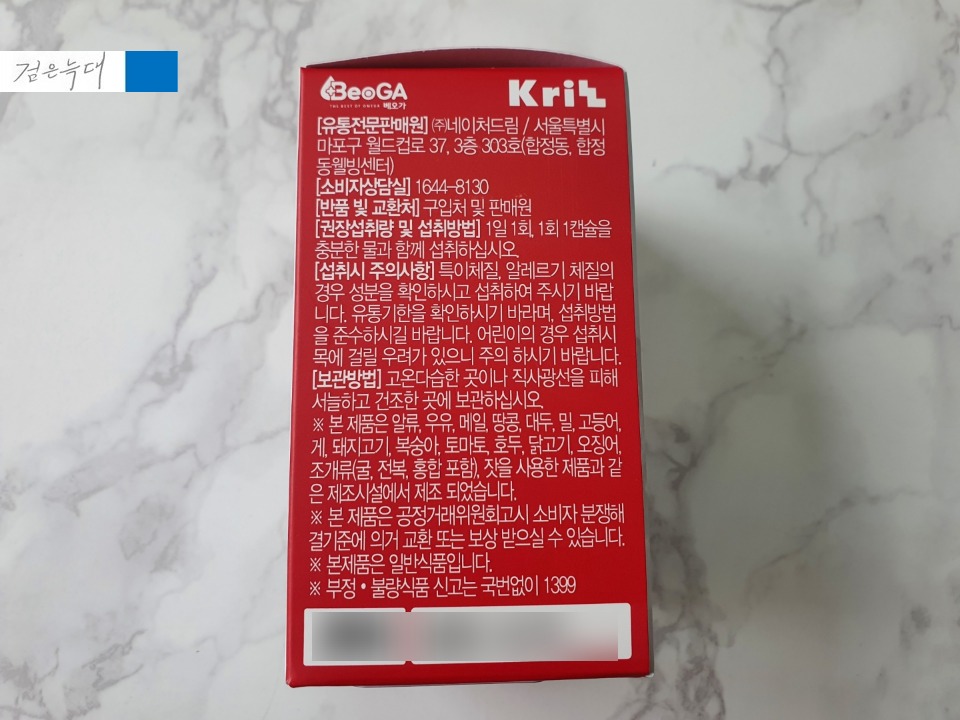 검은늑대
BeoGA
THE BEST OF OMEGA 베오가
Krill
[유통전문판매원] ㈜네이처드림 / 서울특별시
마포구 월드컵로 37, 3층 303호(합정동, 합정
동웰빙센터)
[소비자상담실] 1644-8130
[반품 빛 교환처] 구입처 및 판매원
[권장섭취량 및 섭취방법] 1일 1회, 1회 1캡슐을
충분한 물과 함께 섭취하십시오.
[섭취시 주의사항] 특이체질, 알레르기 체질의
경우 성분을 확인하시고 섭취하여 주시기 바랍
니다. 유통기한을 확인하시기 바라며, 섭취방법
을 준수하시길 바랍니다. 어린이의 경우 섭취시
목에 걸릴 우려가 있으니 주의 하시기 바랍니다.
[보관방법] 고온다습한 곳이나 직사광선을 피해
서늘하고 건조한 곳에 보관하십시오.
※ 본 제품은 알류, 우유, 메밀, 땅콩, 대두, 밀, 고등어,
게, 돼지고기, 복숭아, 토마토, 호두, 닭고기, 오징어,
조개류(굴, 전복, 홍합 포함), 잣을 사용한 제품과 같
은 제조시설에서 제조 되었습니다.
※ 본 제품은 공정거래위원회고시 소비자 분쟁해
결기준에 의거 교환 또는 보상 받으실 수 있습니다.
※ 본제품은 일반식품입니다.
※ 부정 • 불량식품 신고는 국번없이 1399